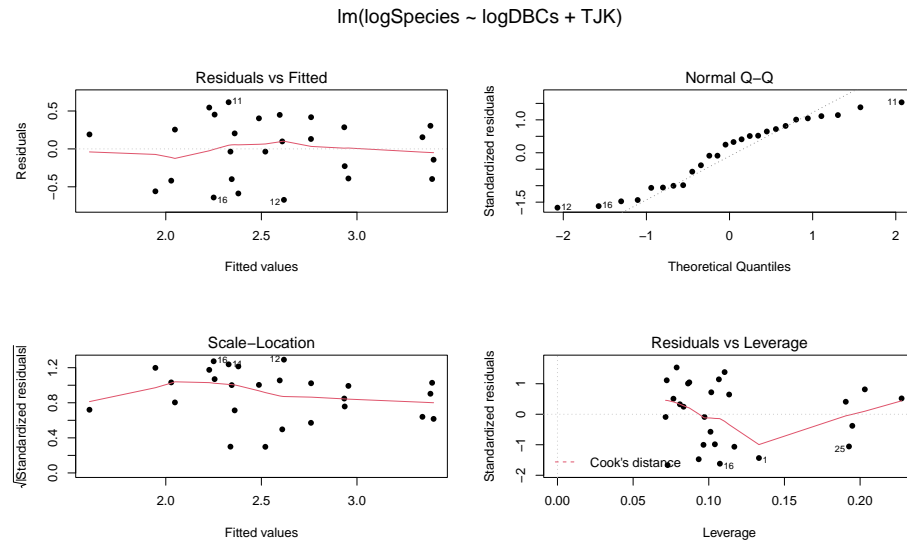 lm(logSpecies ~ logDBCs + TJK)
Residuals vs Fitted
Residuals
0.5
0.0
−0.5
11
16
12
2.0 2.5 3.0
Fitted values
Normal Q−Q
Standardized residuals
1.0
0.0
−1.5
11
12
16
−2 −1 0 1 2
Theoretical Quantiles
Scale−Location
√|Standardized residuals|
1.2
0.8
0.4
0.0
16
11
12
2.0 2.5 3.0
Fitted values
Residuals vs Leverage
Standardized residuals
1
0
−1
−2
25
1
16
Cook's distance
0.00 0.05 0.10 0.15 0.20
Leverage